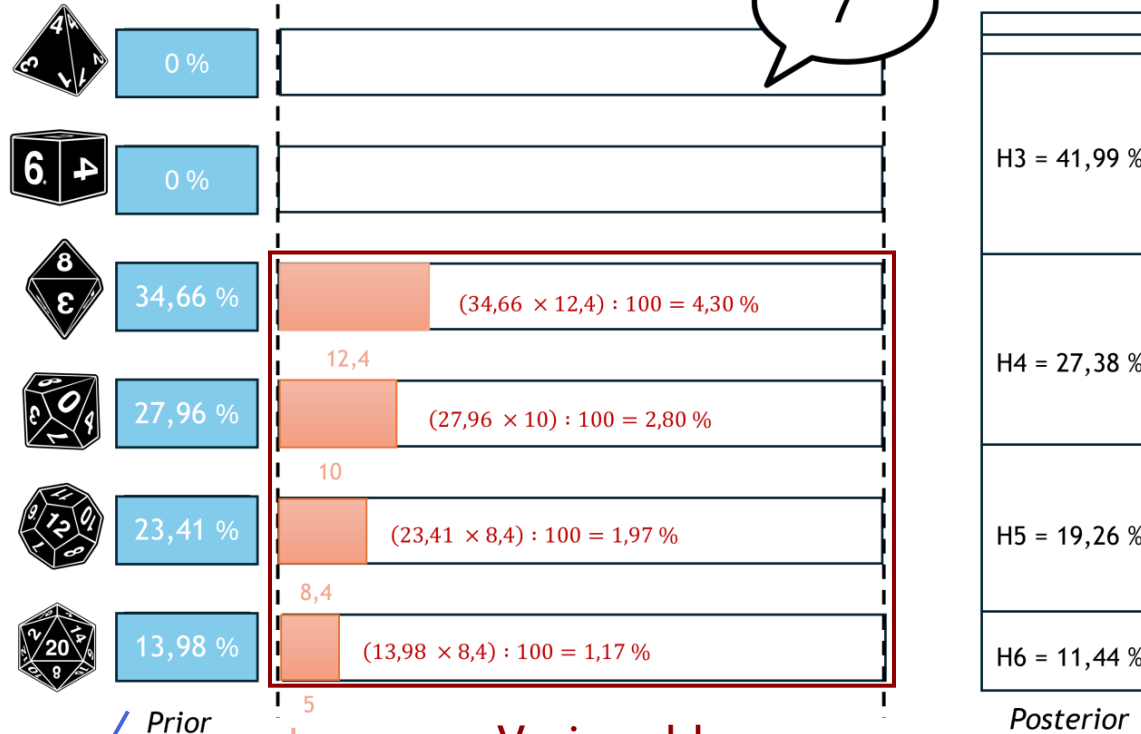 7
0 %
0 %
34,66 %
(34,66 × 12,4) : 100 = 4,30 %
12,4
27,96 %
(27,96 × 10) : 100 = 2,80 %
10
23,41 %
(23,41 × 8,4) : 100 = 1,97 %
8,4
13,98 %
(13,98 × 8,4) : 100 = 1,17 %
5
Prior
H3 = 41,99 %
H4 = 27,38 %
H5 = 19,26 %
H6 = 11,44 %
Posterior